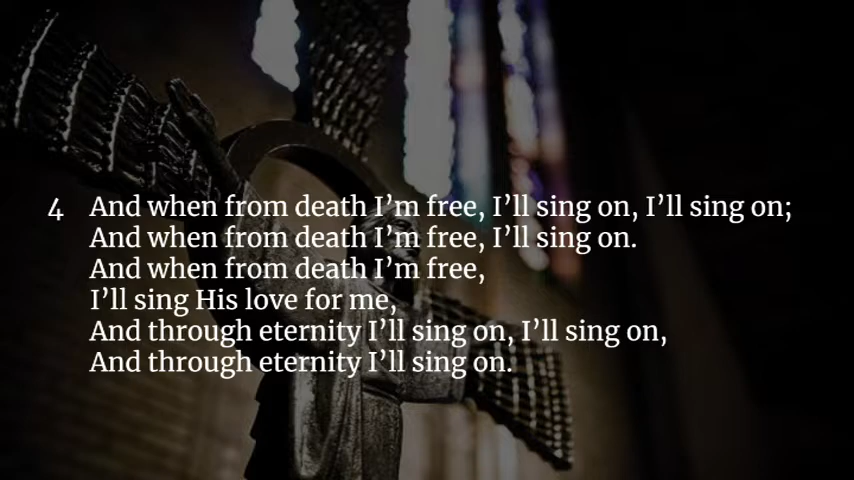 4 And when from death I’m free, I’ll sing on, I’ll sing on;
And when from death I’m free, I’ll sing on.
And when from death I’m free,
I’ll sing His love for me,
And through eternity I’ll sing on, I’ll sing on,
And through eternity I’ll sing on.